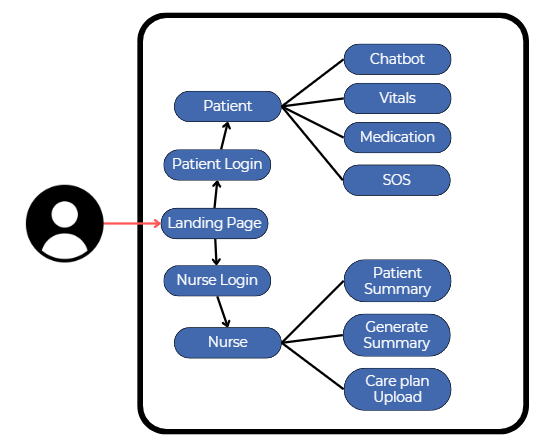 Chatbot
Patient
Vitals
Medication
Patient Login
SOS
Landing Page
Nurse Login
Patient
Summary
Generate
Summary
Nurse
Care plan
Upload